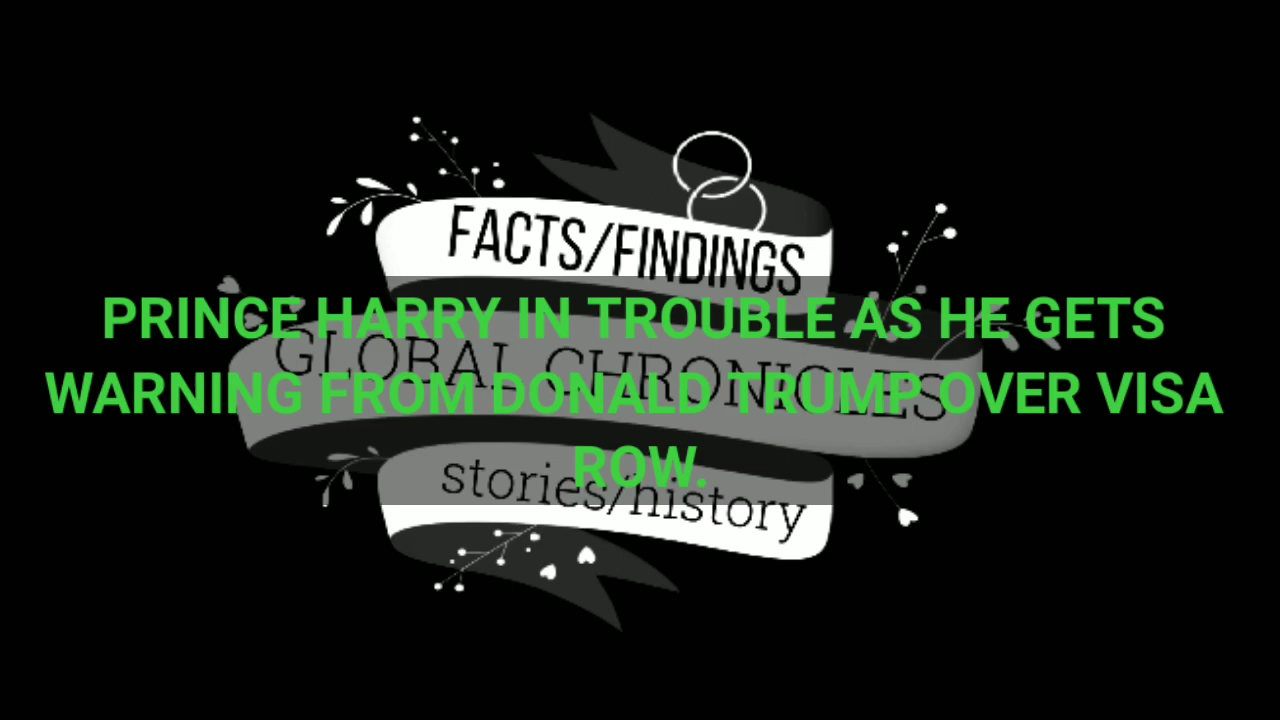 FACTS/FINDINGS
PRINCE HARRY IN TROUBLE AS HE GETS
GLOBAL CHRONICLES
WARNING FROM DONALD TRUMP OVER VISA
ROW.
stories/history